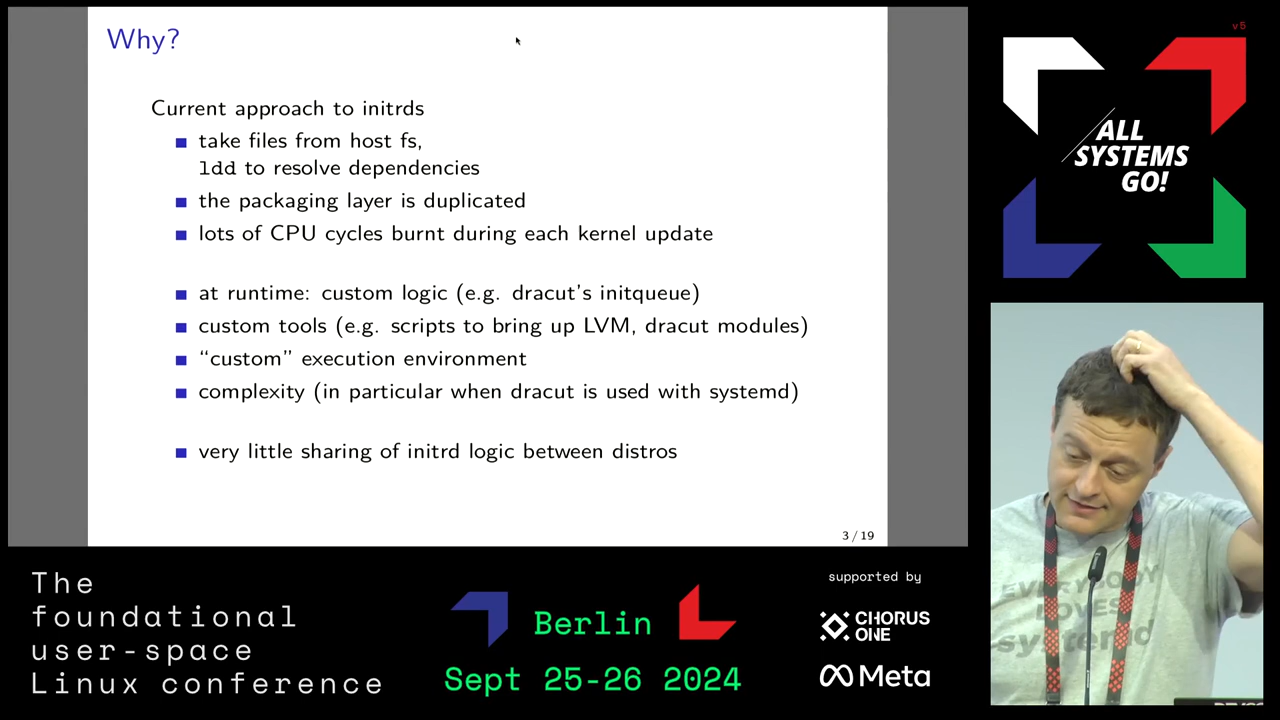 Why?
Current approach to initrds
take files from host fs,
ldd to resolve dependencies
the packaging layer is duplicated
lots of CPU cycles burnt during each kernel update
at runtime: custom logic (e.g. dracut's initqueue)
custom tools (e.g. scripts to bring up LVM, dracut modules)
“custom” execution environment
complexity (in particular when dracut is used with systemd)
very little sharing of initrd logic between distros
3 / 19
v5
ALL
SYSTEMS
GO!
EVERYBODY
LOVES
systemd
The
foundational
user-space
Linux conference
Berlin
Sept 25-26 2024
supported by
CHORUS
ONE
Meta